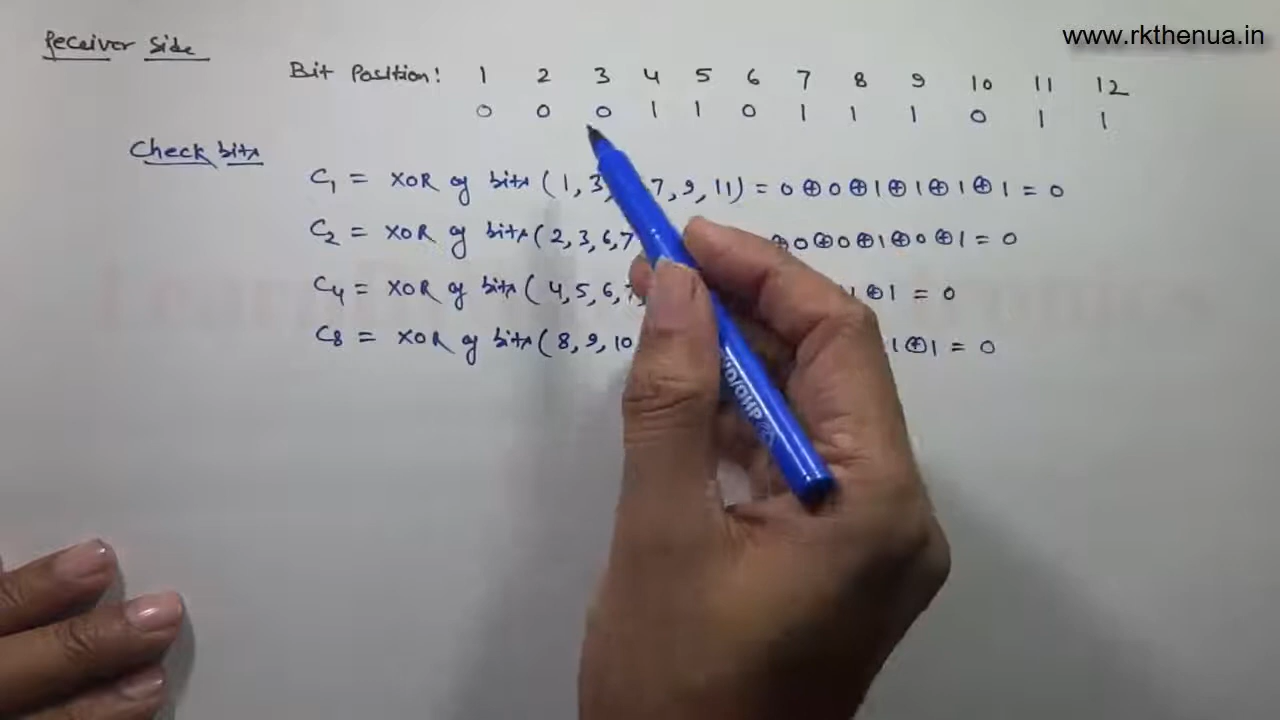 www.rkthenua.in
Receiver Side
Bit Position: 1 2 3 4 5 6 7 8 9 10 11 12
0 0 0 1 1 0 1 1 1 0 1 1
Check bits
C1 = XOR of bits (1, 3, 7, 9, 11) = 0 ⊕ 0 ⊕ 1 ⊕ 1 ⊕ 1 ⊕ 1 = 0
C2 = XOR of bits (2, 3, 6, 7 ⊕ 0 ⊕ 0 ⊕ 1 ⊕ 0 ⊕ 1 = 0
C4 = XOR of bits (4, 5, 6, 7, ⊕ 1 = 0
C8 = XOR of bits (8, 9, 10 1 ⊕ 1 = 0